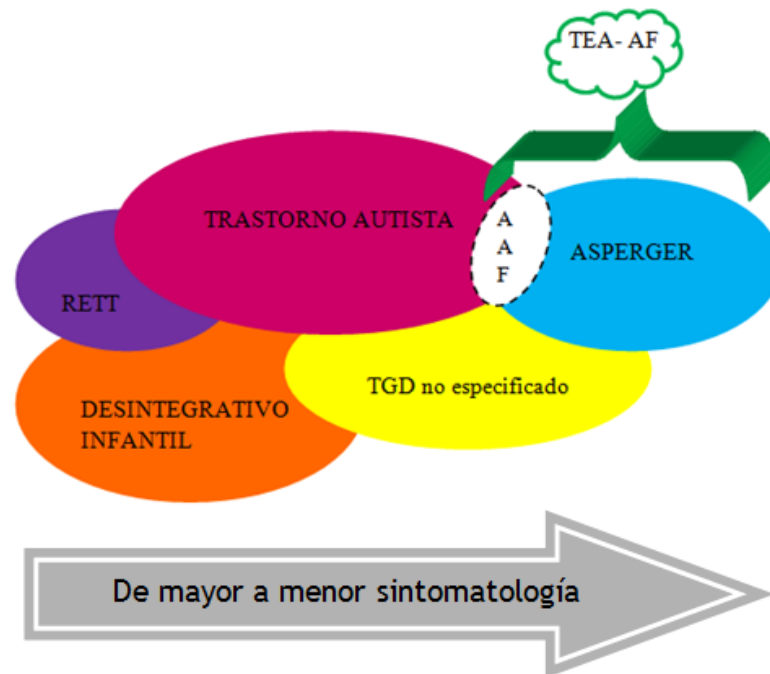 TEA- AF
TRASTORNO AUTISTA
A
A
F
ASPERGER
RETT
TGD no especificado
DESINTEGRATIVO
INFANTIL
De mayor a menor sintomatología